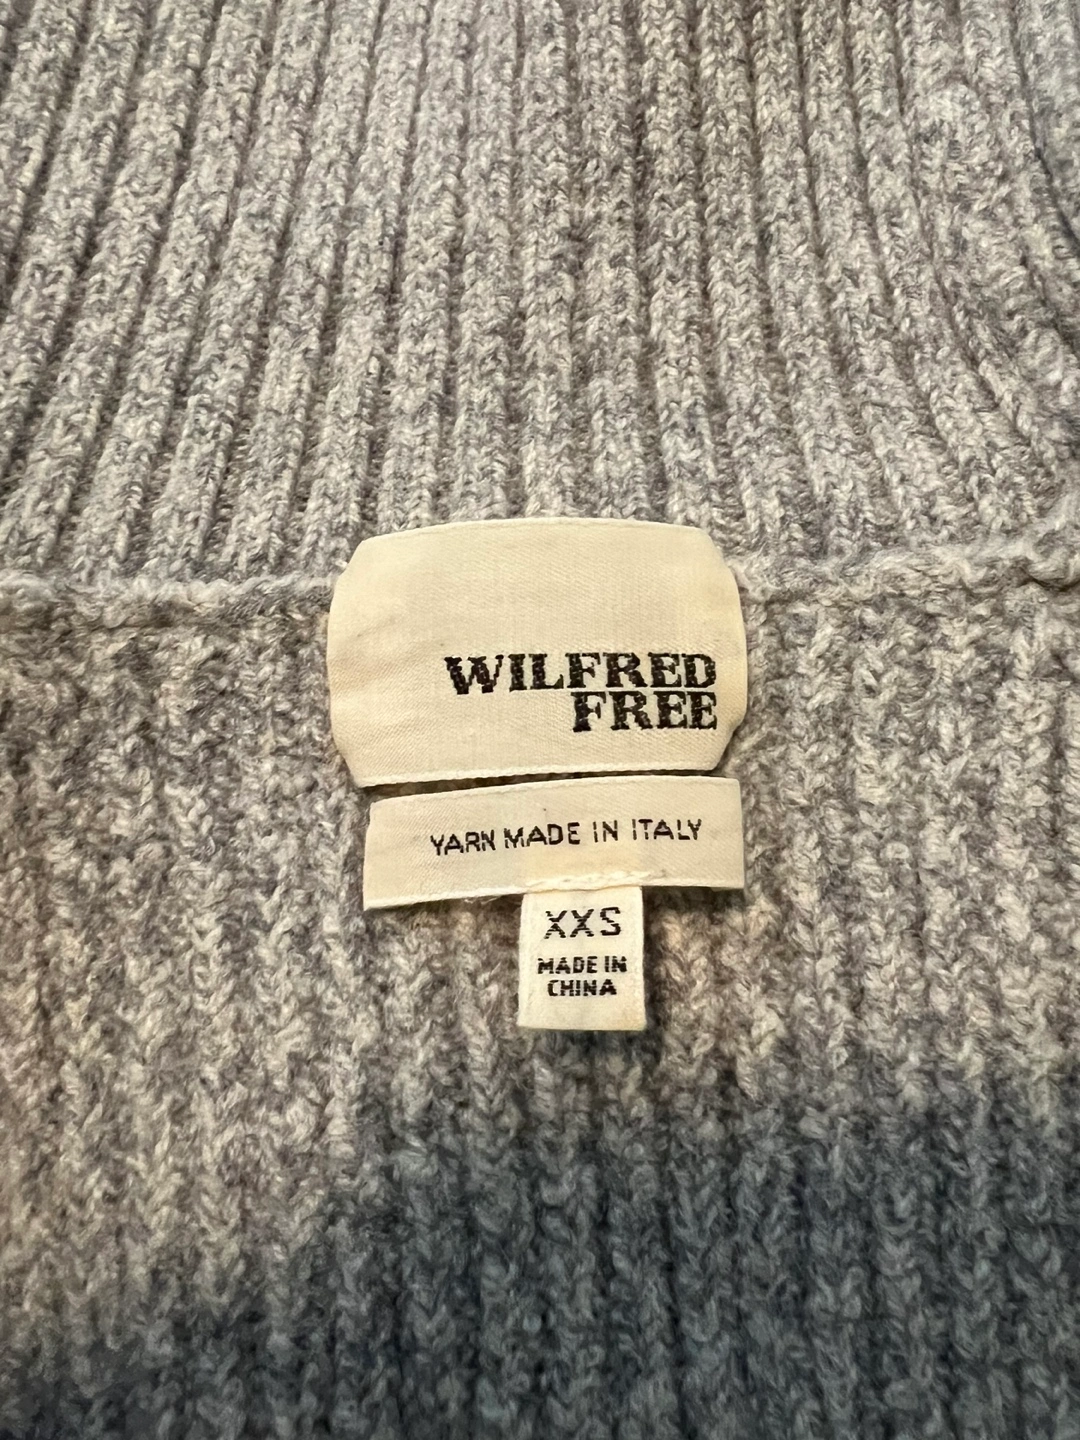 WILFRED
FREE
YARN MADE IN ITALY
XXS
MADE IN
CHINA